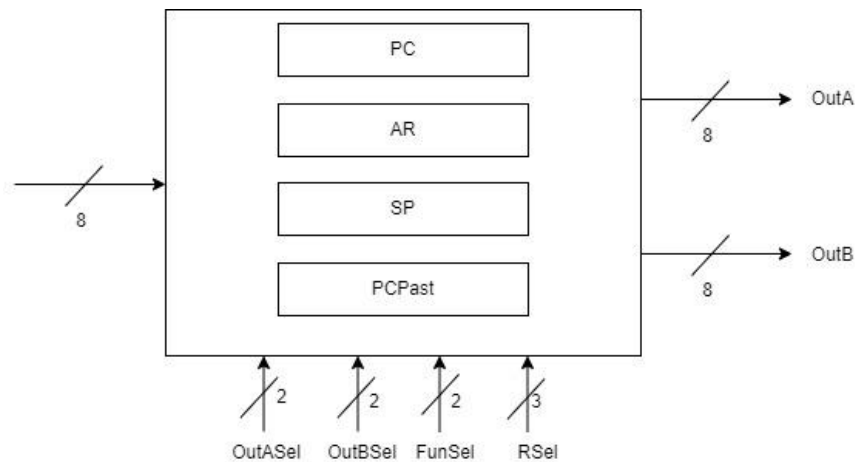 PC
AR
SP
PCPast
8
8
OutA
8
OutB
2
2
2
3
OutASel
OutBSel
FunSel
RSel